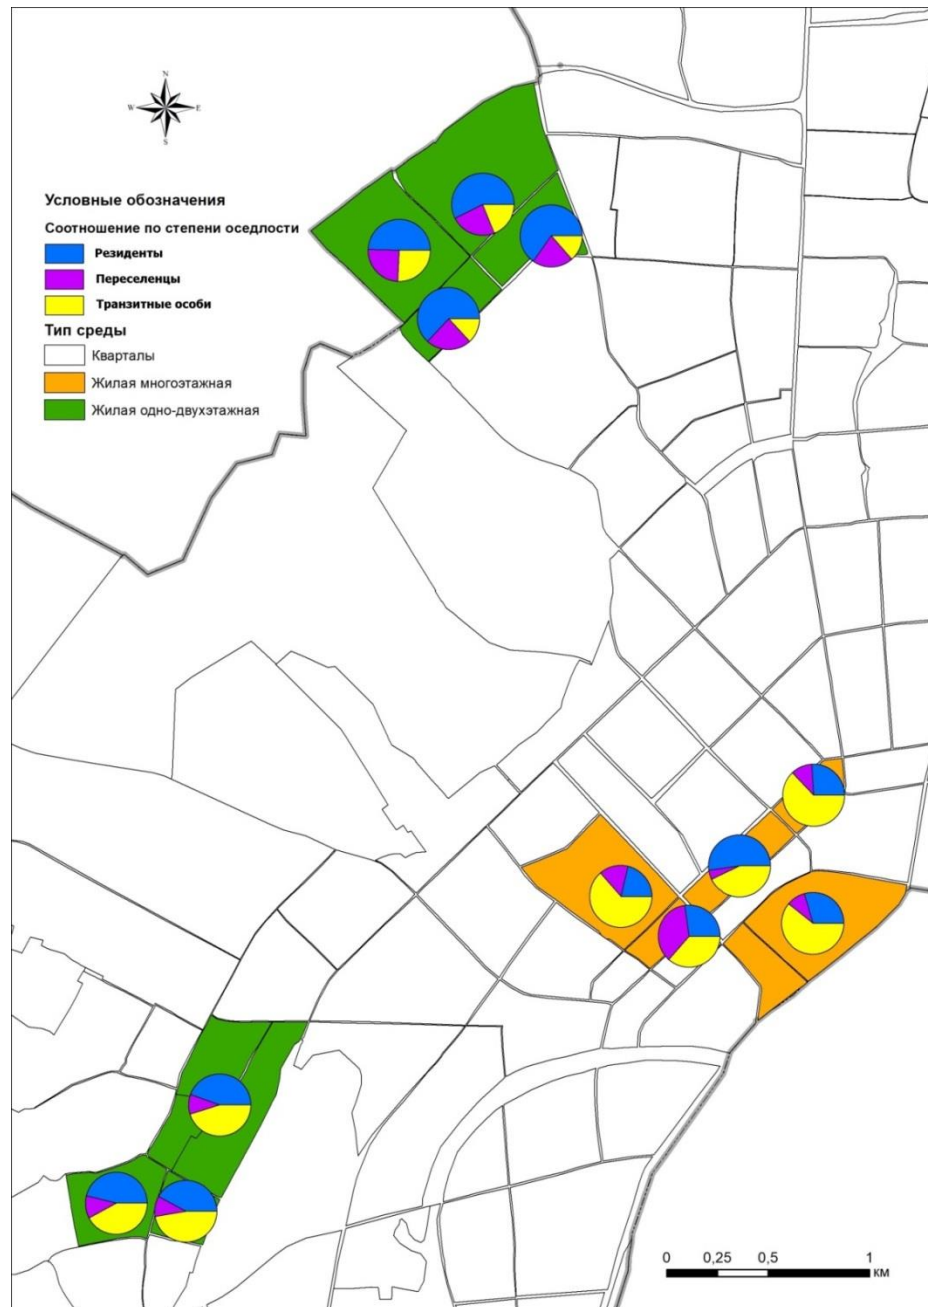 N
W E
S
Условные обозначения
Соотношение по степени оседлости
Резиденты
Переселенцы
Транзитные особи
Тип среды
Кварталы
Жилая многоэтажная
Жилая одно-двухэтажная
0 0,25 0,5 1
км